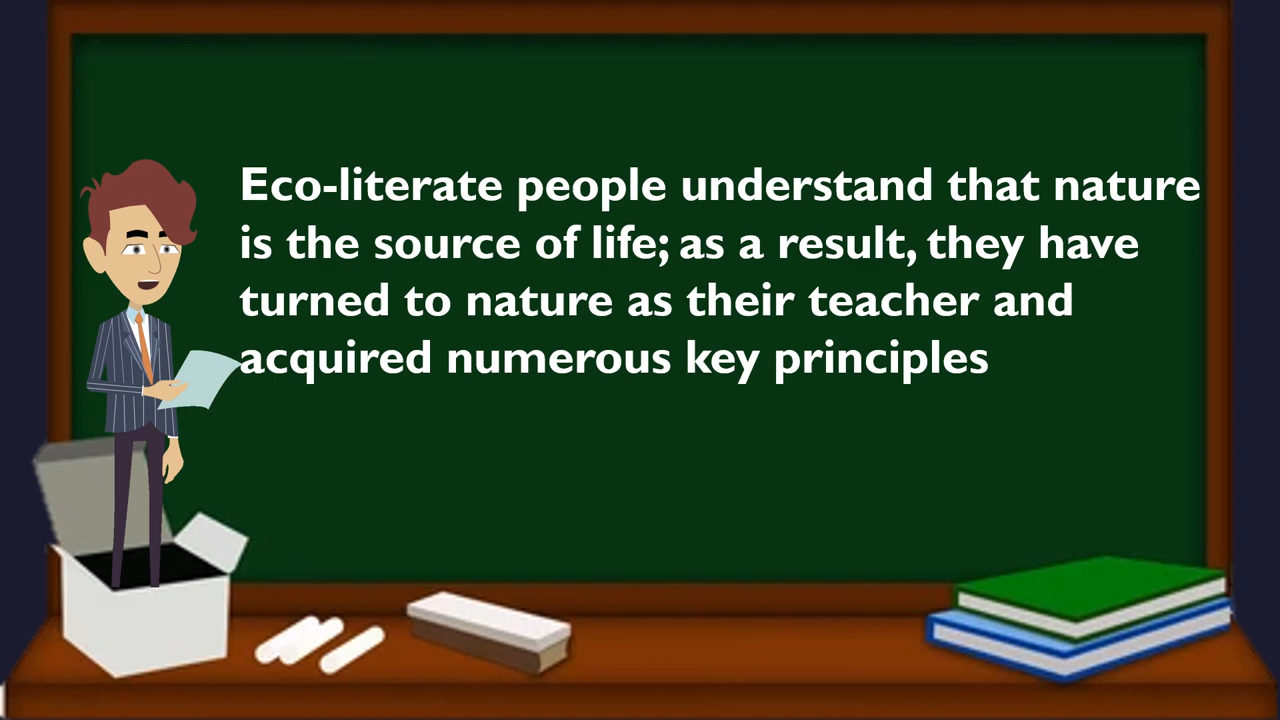 Eco-literate people understand that nature
is the source of life; as a result, they have
turned to nature as their teacher and
acquired numerous key principles